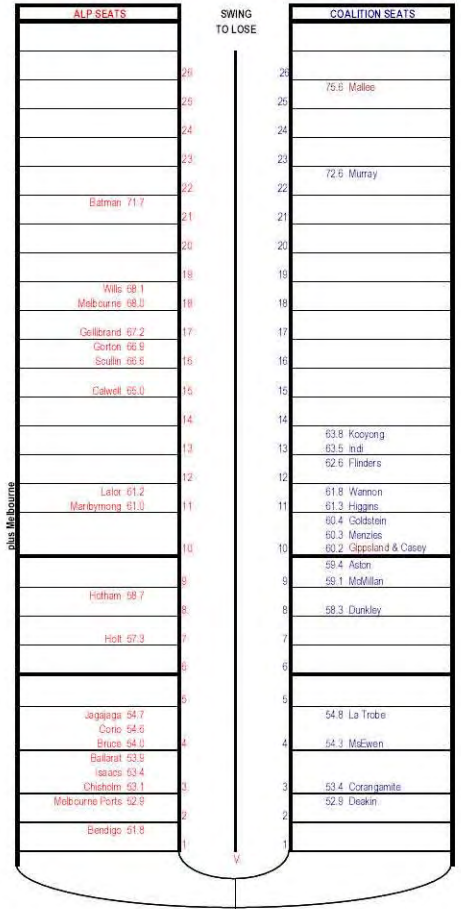 ALP SEATS
SWING
TO LOSE
COALITION SEATS
26 26
75.6 Mallee
25 25
24 24
23 23
72.6 Murray
22 22
Batman 71.7
21 21
20 20
19 19
Wills 68.1
Melbourne 68.0 18 18
Gellibrand 67.2 17 17
Gorton 66.9
Scullin 66.6 16 16
Calwell 65.0 15 15
14 14
63.8 Kooyong
13 13 63.5 Indi
62.6 Flinders
12 12
Lalor 61.2 61.8 Wannon
Maribyrnong 61.0 11 11 61.3 Higgins
60.4 Goldstein
60.3 Menzies
10 10 60.2 Gippsland & Casey
plus Melbourne
59.4 Aston
9 9 59.1 McMillan
Hotham 58.7
8 8 58.3 Dunkley
Holt 57.3 7 7
6 6
5 5
Jagajaga 54.7 54.8 La Trobe
Corio 54.6
Bruce 54.0 4 4 54.3 McEwen
Ballarat 53.9
Isaacs 53.4
Chisholm 53.1 3 3 53.4 Corangamite
Melbourne Ports 52.9 52.9 Deakin
2 2
Bendigo 51.8
1 1
V